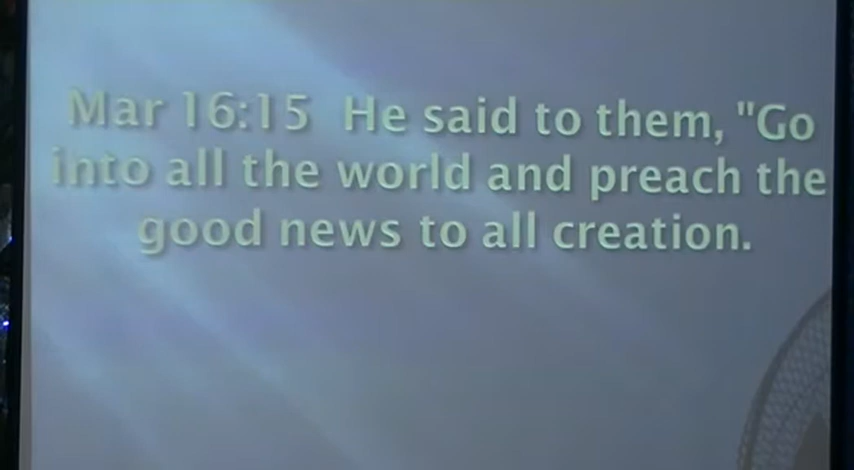 Mar 16:15 He said to them, "Go
into all the world and preach the
good news to all creation.